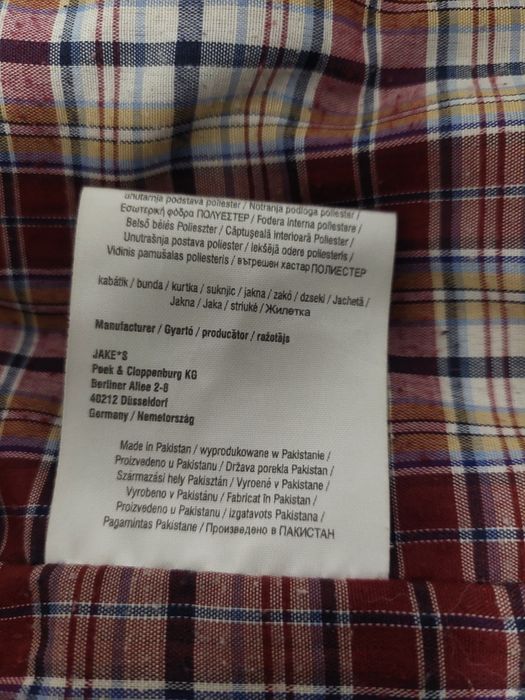 unutarnja podstava poliester / Notranja podloga poliester /
Εσωτερική φόδρα ΠΟΛΥΕΣΤΕΡ / Fodera interna poliestere /
Belső bélés Poliészter / Căptușeală interioară Poliester /
Unutrašnja postava poliester / Iekšējā odere poliesteris /
Vidinis pamušalas poliesteris / вътрешен хастар ПОЛИЕСТЕР
kabátik / bunda / kurtka / suknjic / jakna / zakó / dzseki / Jachetă /
Jakna / Jaka / striukė / Жилетка
Manufacturer / Gyartó / producător / ražotājs
JAKE*S
Peek & Cloppenburg KG
Berliner Allee 2-8
40212 Düsseldorf
Germany / Nemetország
Made in Pakistan / wyprodukowane w Pakistanie /
Proizvedeno u Pakistanu / Država porekla Pakistan /
Származási hely Pakisztán / Vyroené v Pakistane /
Vyrobeno v Pakistánu / Fabricat în Pakistan /
Proizvedeno u Pakistanu / izgatavots Pakistana /
Pagamintas Pakistane / Произведено в ПАКИСТАН